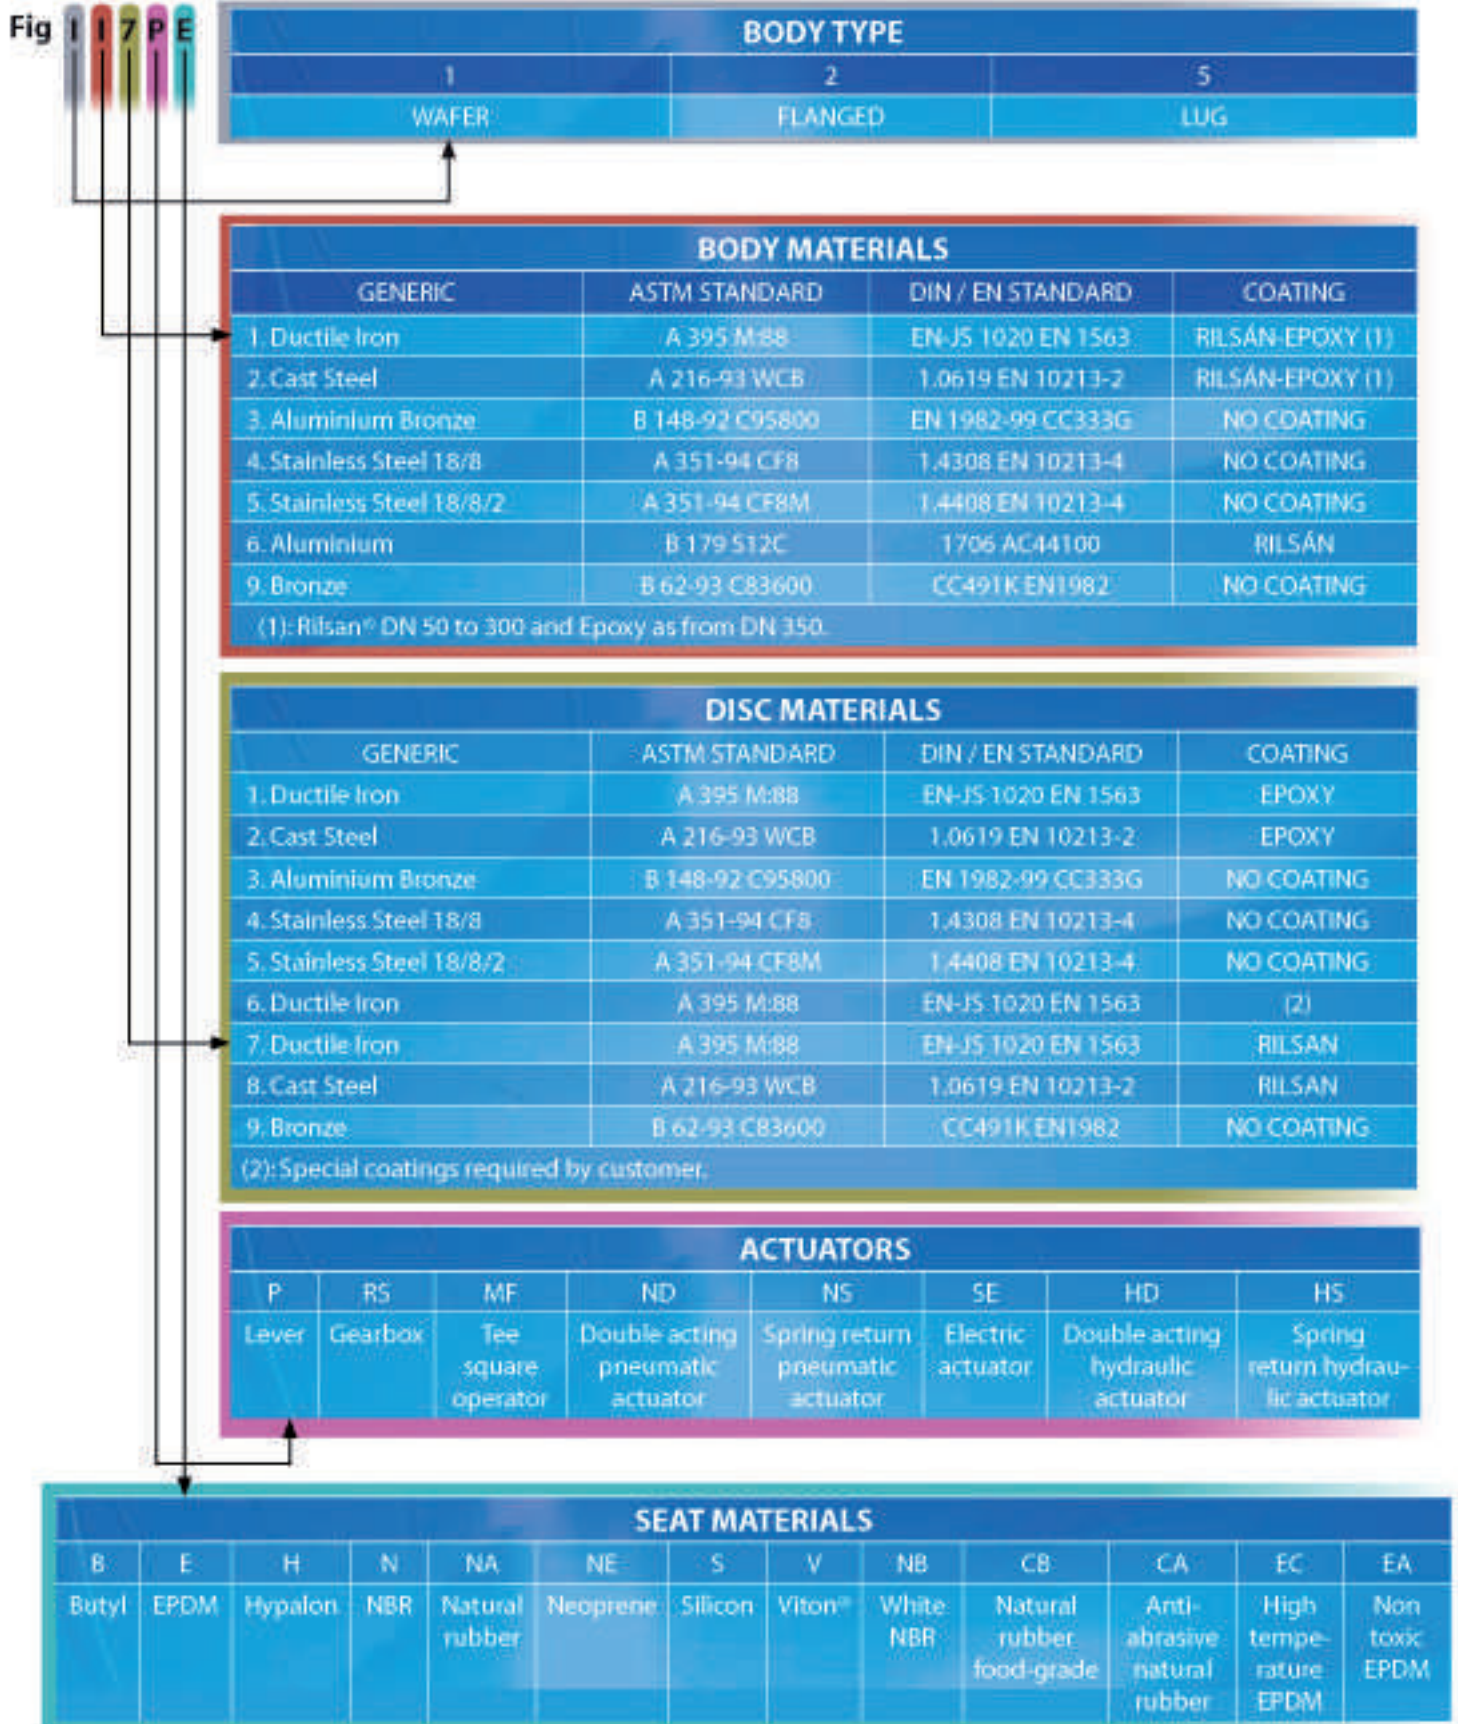 Fig I I 7 P E
BODY TYPE
1 2 5
WAFER FLANGED LUG
BODY MATERIALS
GENERIC ASTM STANDARD DIN / EN STANDARD COATING
1. Ductile Iron A 395 M:88 EN-JS 1020 EN 1563 RILSÁN-EPOXY (1)
2. Cast Steel A 216-93 WCB 1.0619 EN 10213-2 RILSÁN-EPOXY (1)
3. Aluminium Bronze B 148-92 C95800 EN 1982-99 CC333G NO COATING
4. Stainless Steel 18/8 A 351-94 CF8 1.4308 EN 10213-4 NO COATING
5. Stainless Steel 18/8/2 A 351-94 CF8M 1.4408 EN 10213-4 NO COATING
6. Aluminium B 179 S12C 1706 AC44100 RILSÁN
9. Bronze B 62-93 C83600 CC491K EN1982 NO COATING
(1): Rilsan® DN 50 to 300 and Epoxy as from DN 350.
DISC MATERIALS
GENERIC ASTM STANDARD DIN / EN STANDARD COATING
1. Ductile Iron A 395 M:88 EN-JS 1020 EN 1563 EPOXY
2. Cast Steel A 216-93 WCB 1.0619 EN 10213-2 EPOXY
3. Aluminium Bronze B 148-92 C95800 EN 1982-99 CC333G NO COATING
4. Stainless Steel 18/8 A 351-94 CF8 1.4308 EN 10213-4 NO COATING
5. Stainless Steel 18/8/2 A 351-94 CF8M 1.4408 EN 10213-4 NO COATING
6. Ductile Iron A 395 M:88 EN-JS 1020 EN 1563 (2)
7. Ductile Iron A 395 M:88 EN-JS 1020 EN 1563 RILSAN
8. Cast Steel A 216-93 WCB 1.0619 EN 10213-2 RILSAN
9. Bronze B 62-93 C83600 CC491K EN1982 NO COATING
(2): Special coatings required by customer.
ACTUATORS
P RS MF ND NS SE HD HS
Lever Gearbox Tee Double acting Spring return Electric Double acting Spring
square pneumatic pneumatic actuator hydraulic return hydrau-
operator actuator actuator actuator lic actuator
SEAT MATERIALS
B E H N NA NE S V NB CB CA EC EA
Butyl EPDM Hypalon NBR Natural Neoprene Silicon Viton® White Natural Anti- High Non
rubber NBR rubber abrasive tempe- toxic
food-grade natural rature EPDM
rubber EPDM